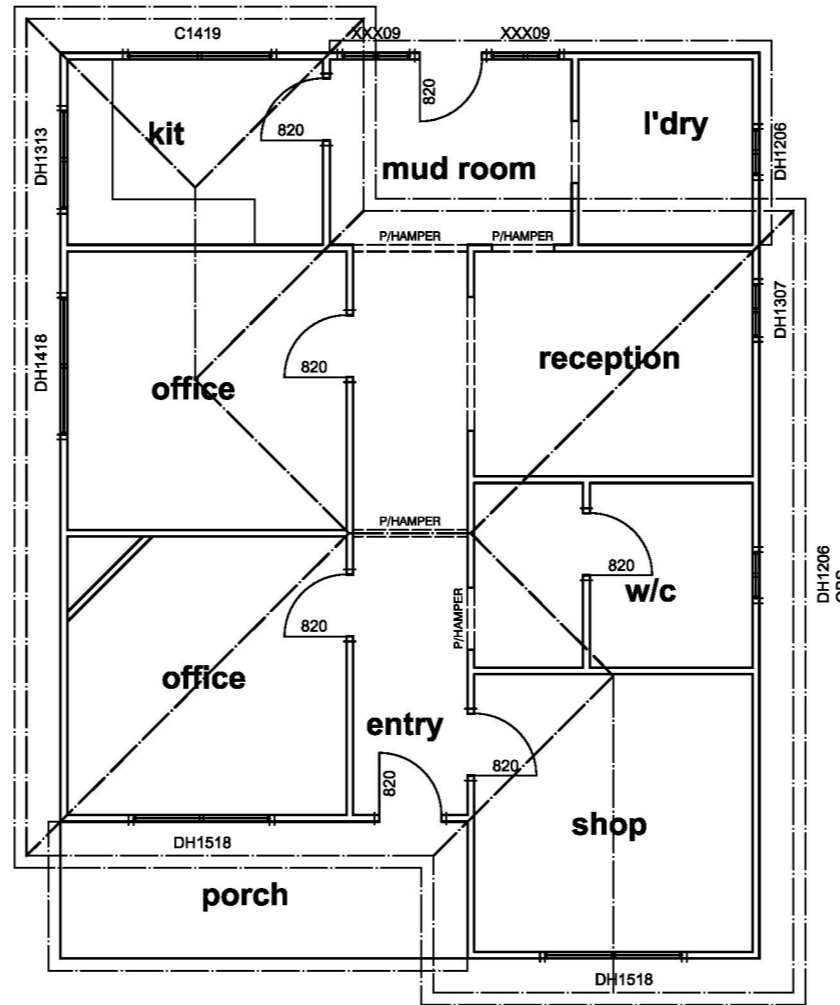 C1419
XXX09
XXX09
820
820
kit
l'dry
mud room
DH1313
DH1206
P/HAMPER
P/HAMPER
DH1307
reception
DH1418
820
office
P/HAMPER
820
w/c
DH1206
OBS
820
P/HAMPER
office
entry
820
820
shop
DH1518
porch
DH1518